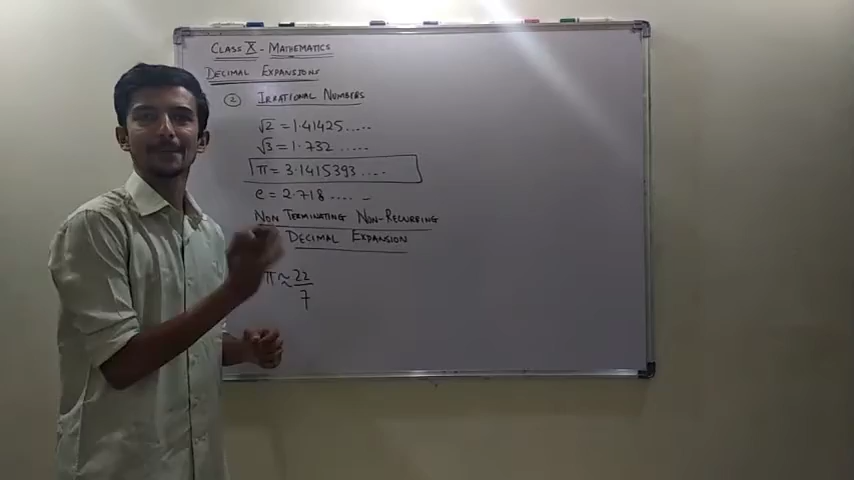 CLASS X - MATHEMATICS
DECIMAL EXPANSIONS
② IRRATIONAL NUMBERS
√2 = 1.41425.....
√3 = 1.732 .....
π = 3.1415393 .....
e = 2.718.... -
NON TERMINATING NON-RECURRING
DECIMAL EXPANSION
π ≈ 22/7